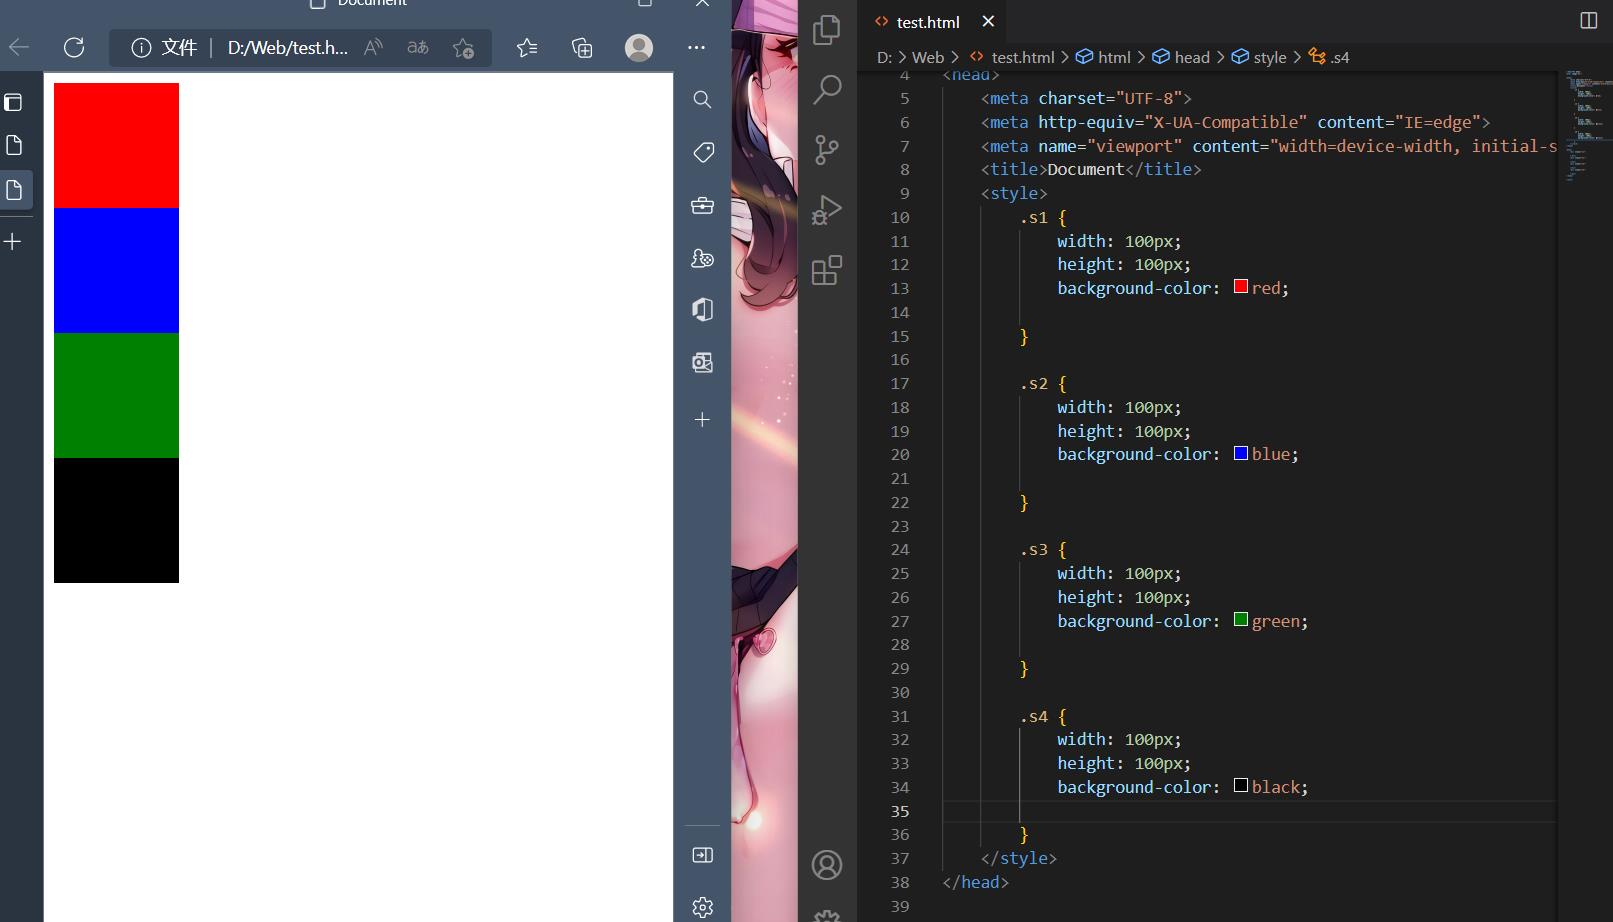 Document
文件 D:/Web/test.h... A aあ
test.html
D: > Web > test.html > html > head > style > .s4
4 <head>
5 <meta charset="UTF-8">
6 <meta http-equiv="X-UA-Compatible" content="IE=edge">
7 <meta name="viewport" content="width=device-width, initial-s
8 <title>Document</title>
9 <style>
10 .s1 {
11 width: 100px;
12 height: 100px;
13 background-color: red;
14
15 }
16
17 .s2 {
18 width: 100px;
19 height: 100px;
20 background-color: blue;
21
22 }
23
24 .s3 {
25 width: 100px;
26 height: 100px;
27 background-color: green;
28
29 }
30
31 .s4 {
32 width: 100px;
33 height: 100px;
34 background-color: black;
35
36 }
37 </style>
38 </head>
39